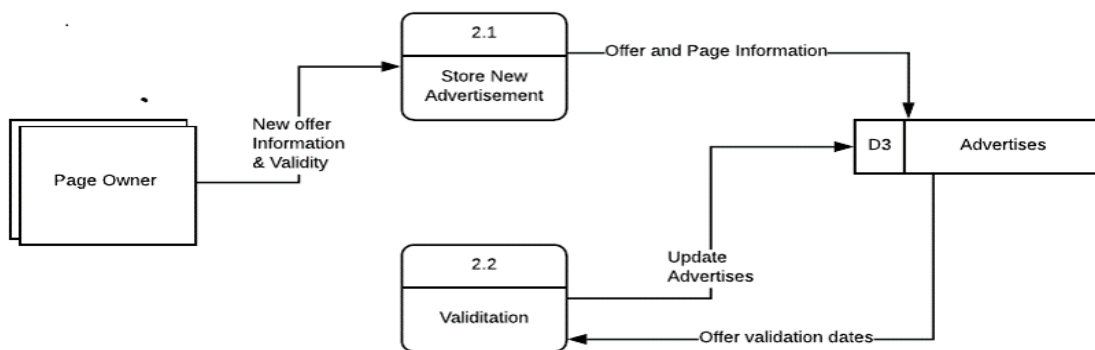 2.1
Store New
Advertisement
Offer and Page Information
New offer
Information
& Validity
Page Owner
D3
Advertises
2.2
Validitation
Update
Advertises
Offer validation dates